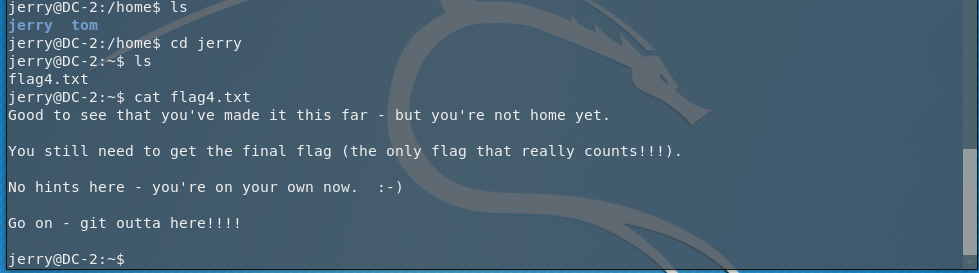 jerry@DC-2:/home$ ls
jerry  tom
jerry@DC-2:/home$ cd jerry
jerry@DC-2:~$ ls
flag4.txt
jerry@DC-2:~$ cat flag4.txt
Good to see that you've made it this far - but you're not home yet.
You still need to get the final flag (the only flag that really counts!!!).
No hints here - you're on your own now.  :-)
Go on - git outta here!!!!
jerry@DC-2:~$